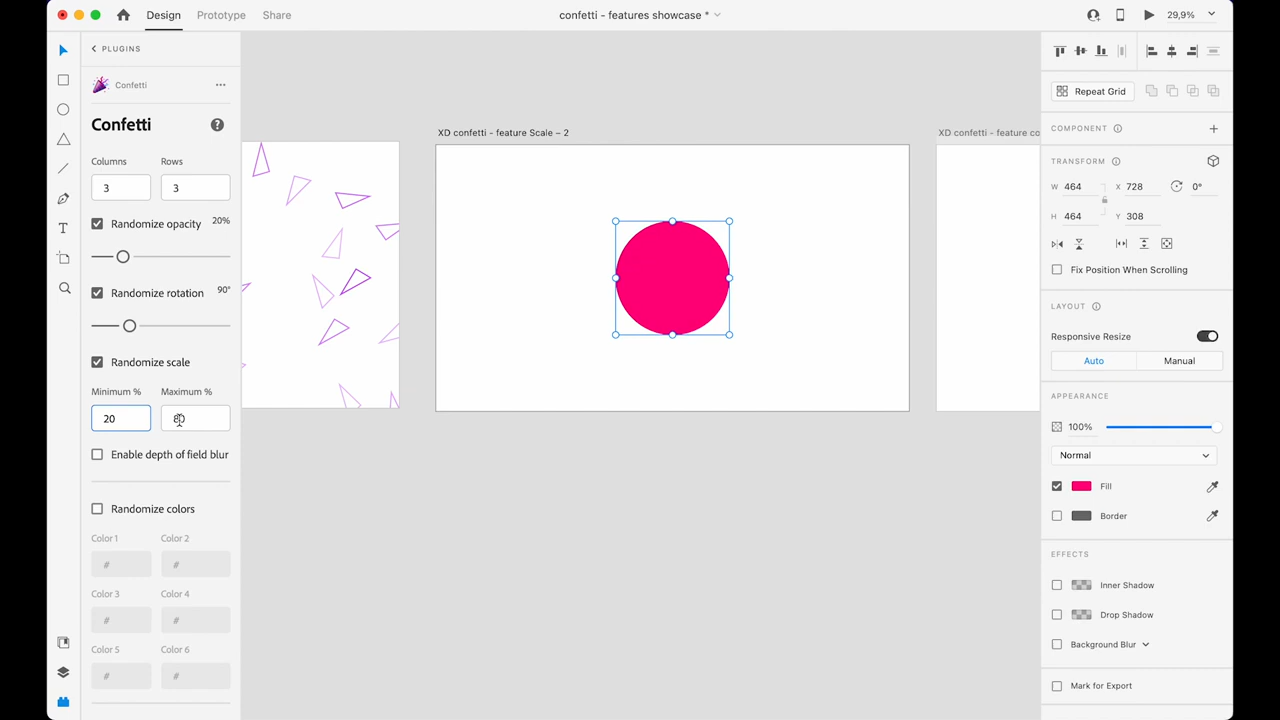 Design
Prototype
Share
confetti - features showcase *
29,9%
PLUGINS
Confetti
Confetti
?
Columns
Rows
3
3
Randomize opacity
20%
Randomize rotation
90°
Randomize scale
Minimum %
Maximum %
20
80
Enable depth of field blur
Randomize colors
Color 1
Color 2
#
#
Color 3
Color 4
#
#
Color 5
Color 6
#
#
XD confetti - feature Scale – 2
XD confetti - feature co
Repeat Grid
COMPONENT
TRANSFORM
W 464
X 728
0°
H 464
Y 308
Fix Position When Scrolling
LAYOUT
Responsive Resize
Auto
Manual
APPEARANCE
100%
Normal
Fill
Border
EFFECTS
Inner Shadow
Drop Shadow
Background Blur
Mark for Export